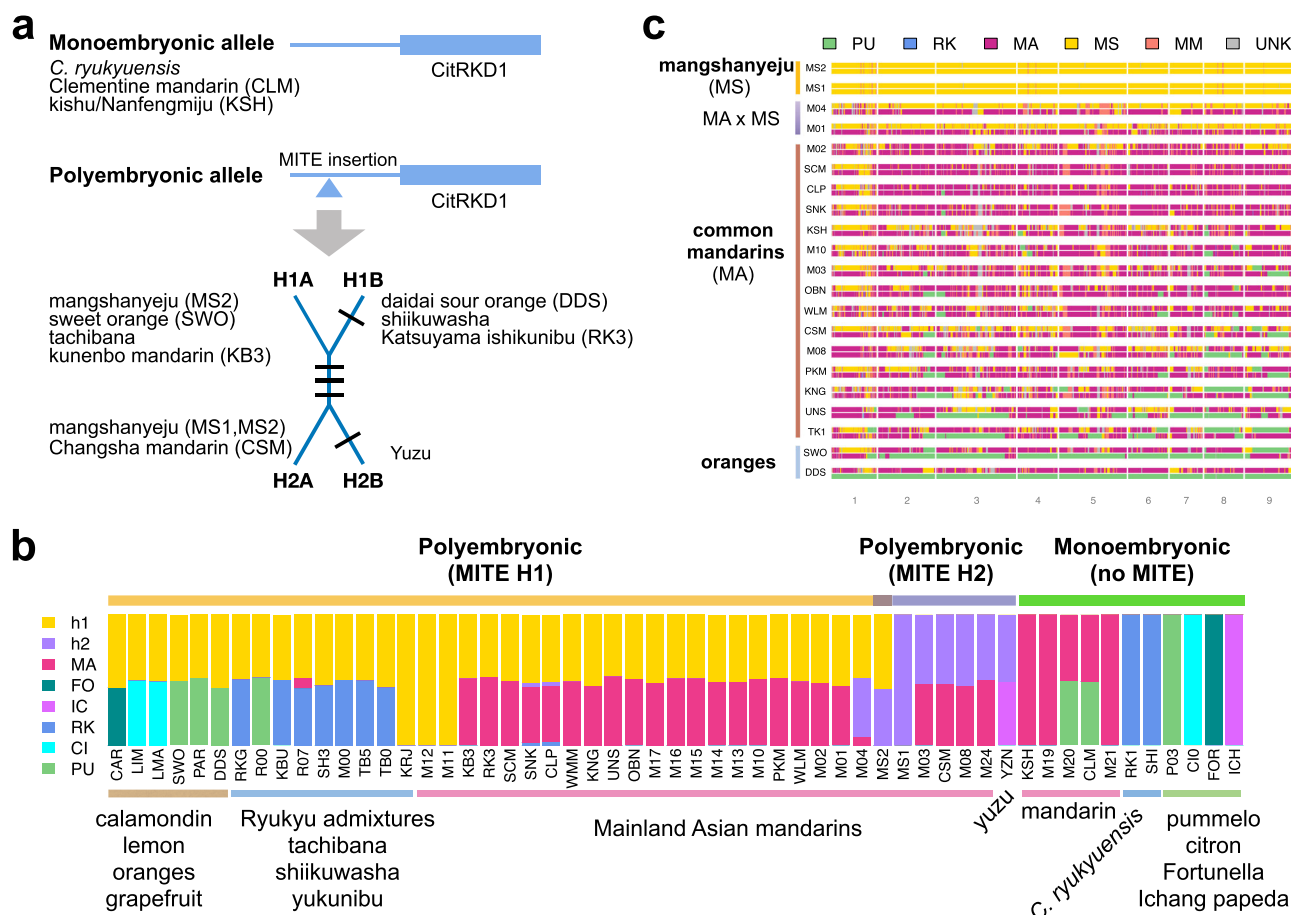 a
Monoembryonic allele
C. ryukyuensis
Clementine mandarin (CLM)
kishu/Nanfengmiju (KSH)
CitRKD1
MITE insertion
Polyembryonic allele
CitRKD1
H1A
H1B
mangshanyeju (MS2)
sweet orange (SWO)
tachibana
kunenbo mandarin (KB3)
daidai sour orange (DDS)
shiikuwasha
Katsuyama ishikunibu (RK3)
mangshanyeju (MS1,MS2)
Changsha mandarin (CSM)
Yuzu
H2A
H2B
c
PU
RK
MA
MS
MM
UNK
mangshanyeju
(MS)
MA x MS
common
mandarins
(MA)
oranges
MS2
MS1
M04
M01
M02
SCM
CLP
SNK
KSH
M10
M03
OBN
WLM
CSM
M08
PKM
KNG
UNS
TK1
SWO
DDS
1 2 3 4 5 6 7 8 9
b
Polyembryonic
(MITE H1)
Polyembryonic
(MITE H2)
Monoembryonic
(no MITE)
h1
h2
MA
FO
IC
RK
CI
PU
CAR
LIM
LMA
SWO
PAR
DDS
RKG
R00
KBU
R07
SH3
M00
TB5
TB0
KRJ
M12
M11
KB3
RK3
SCM
SNK
CLP
WMM
KNG
UNS
OBN
M17
M16
M15
M14
M13
M10
PKM
WLM
M02
M01
M04
MS2
MS1
M03
CSM
M08
M24
YZN
KSH
M19
M20
CLM
M21
RK1
SHI
P03
CI0
FOR
ICH
calamondin
lemon
oranges
grapefruit
Ryukyu admixtures
tachibana
shiikuwasha
yukunibu
Mainland Asian mandarins
yuzu
mandarin
C. ryukyuensis
pummelo
citron
Fortunella
Ichang papeda